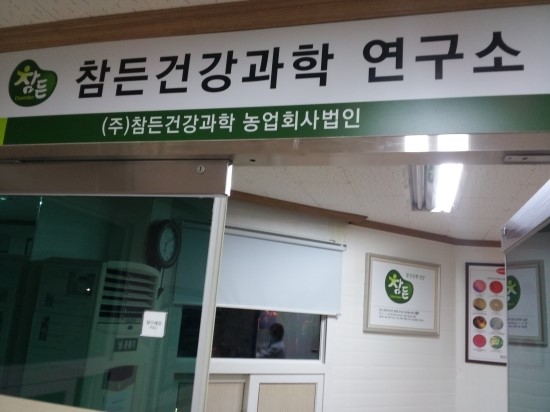 참든
참든건강과학 연구소
(주)참든건강과학 농업회사법인
참든